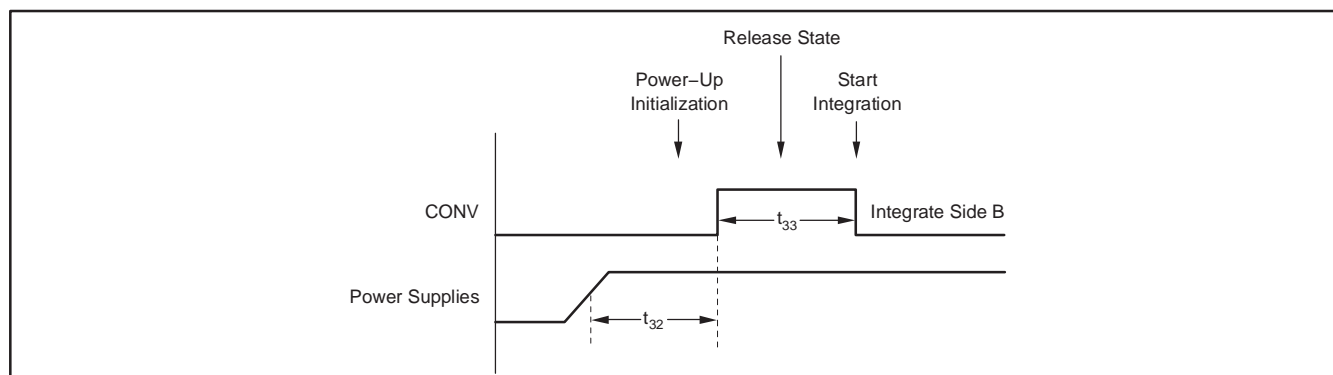 Release State
Power−Up
Initialization
Start
Integration
CONV
t33
Integrate Side B
Power Supplies
t32